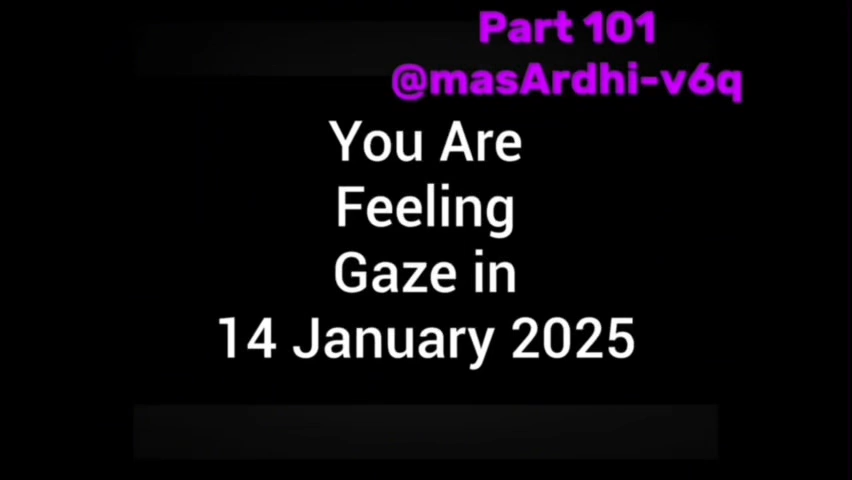 Part 101
@masArdhi-v6q
You Are
Feeling
Gaze in
14 January 2025